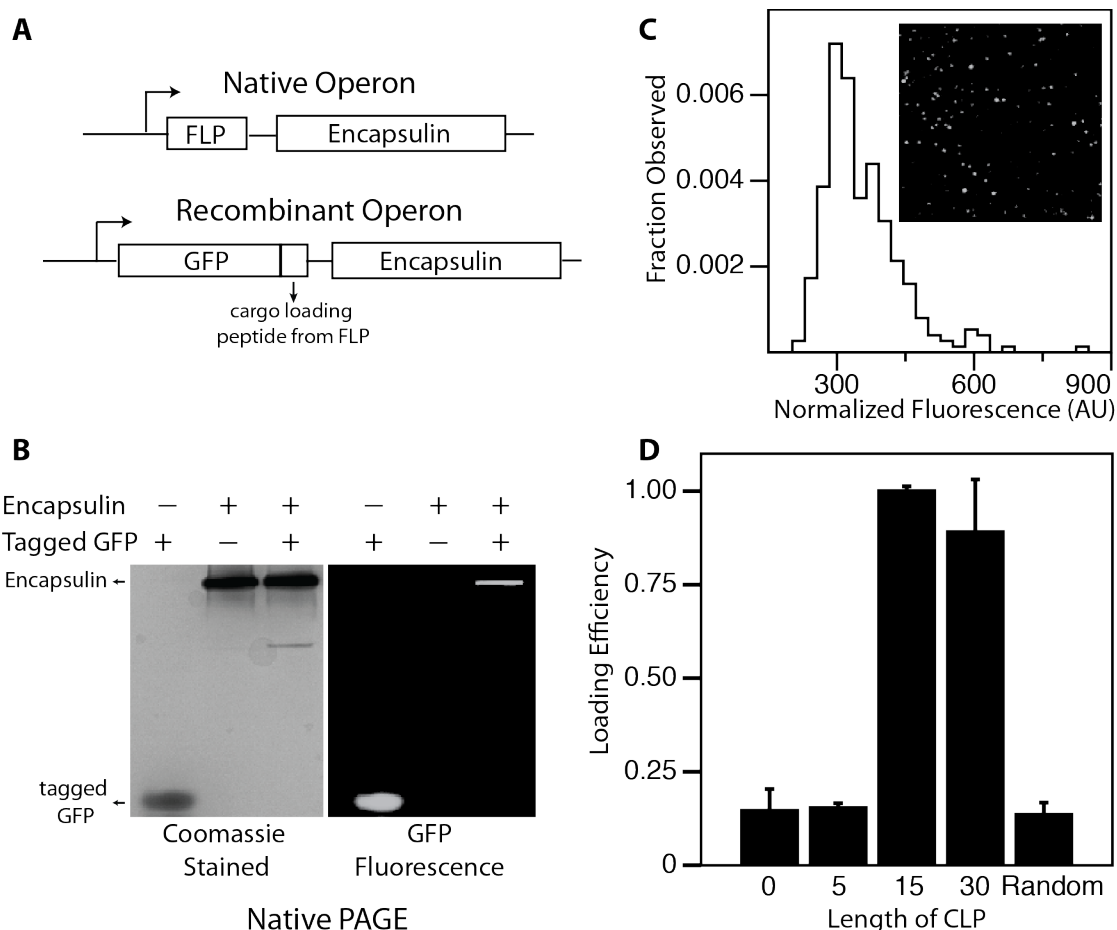 A
Native Operon
FLP
Encapsulin
Recombinant Operon
GFP
Encapsulin
cargo loading
peptide from FLP
B
Encapsulin − + + − + +
Tagged GFP + − + + − +
Encapsulin
tagged
GFP
Coomassie
Stained
GFP
Fluorescence
Native PAGE
C
Fraction Observed
0.006
0.004
0.002
300 600 900
Normalized Fluorescence (AU)
D
Loading Efficiency
1.00
0.75
0.50
0.25
0
0 5 15 30 Random
Length of CLP